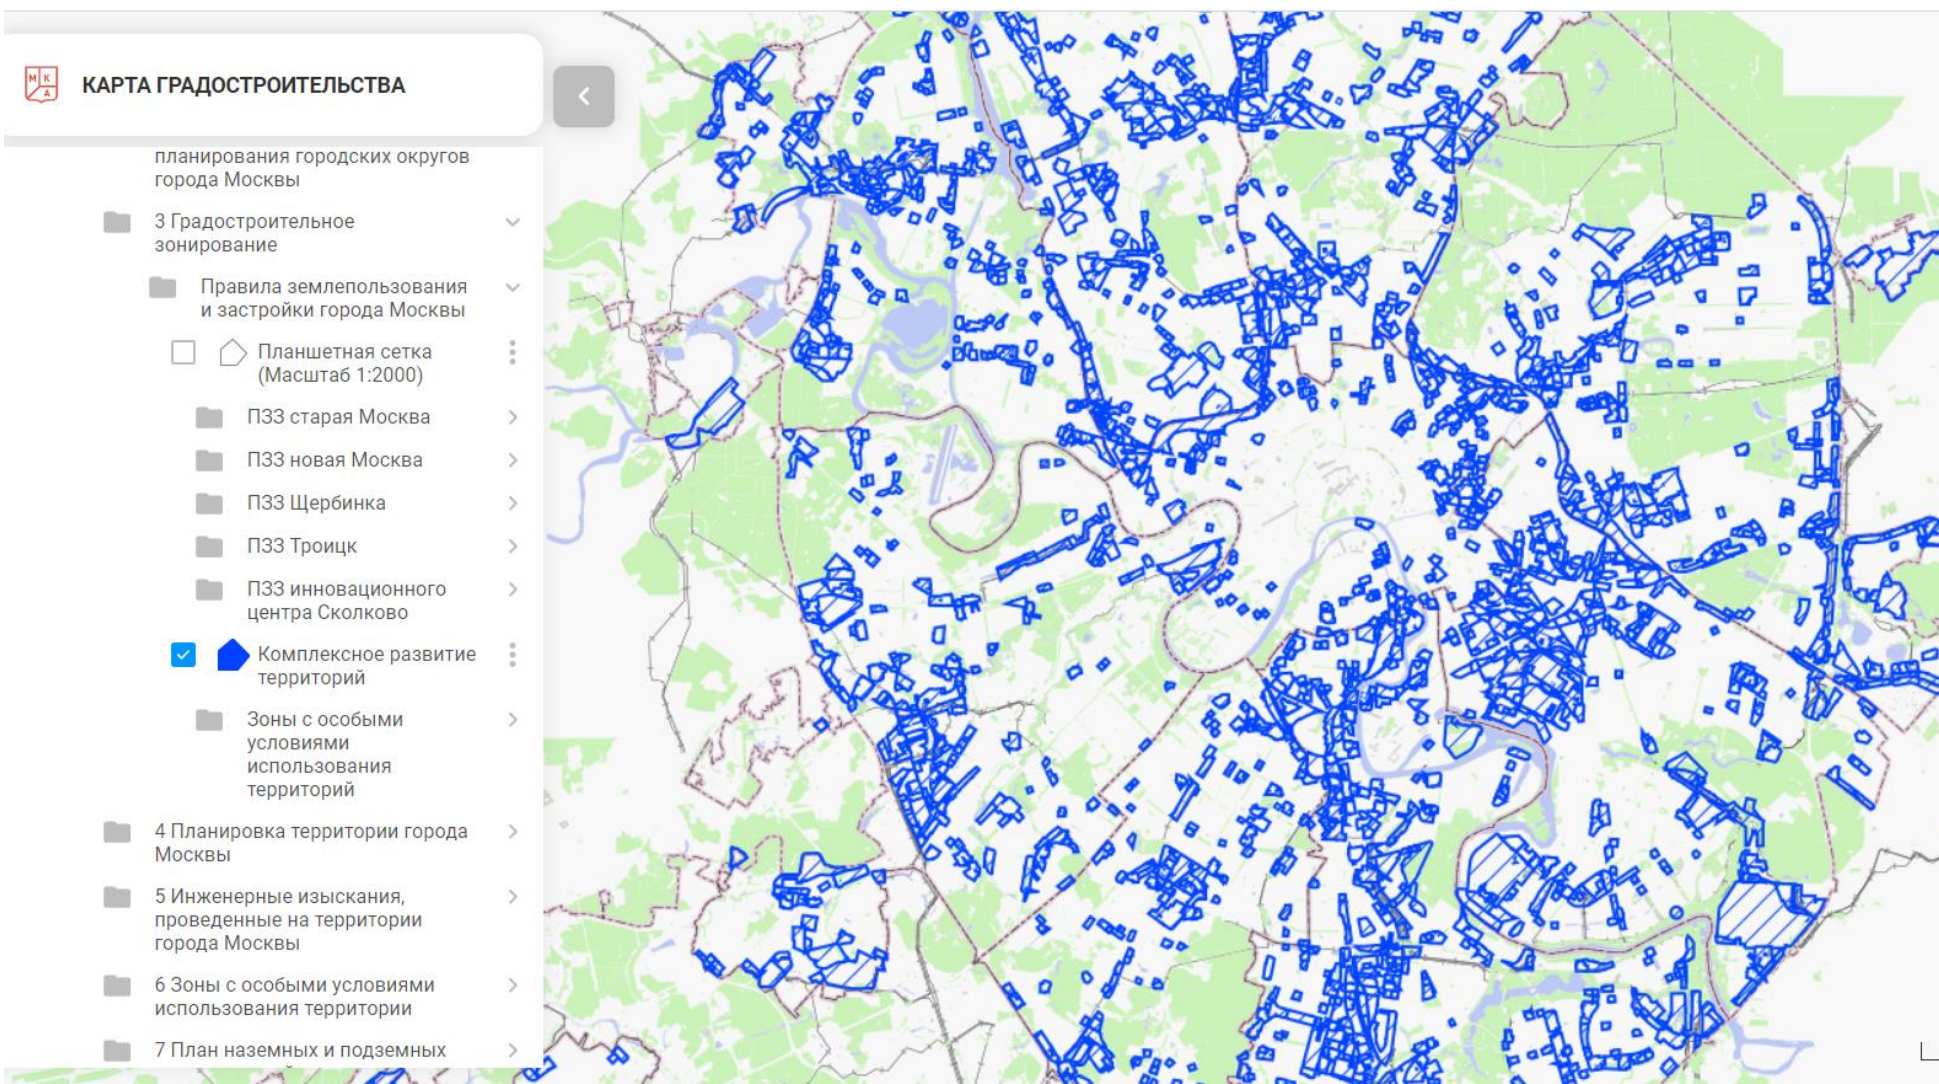 М К
А
КАРТА ГРАДОСТРОИТЕЛЬСТВА
планирования городских округов
города Москвы
3 Градостроительное
зонирование
Правила землепользования
и застройки города Москвы
Планшетная сетка
(Масштаб 1:2000)
ПЗЗ старая Москва
ПЗЗ новая Москва
ПЗЗ Щербинка
ПЗЗ Троицк
ПЗЗ инновационного
центра Сколково
Комплексное развитие
территорий
Зоны с особыми
условиями
использования
территорий
4 Планировка территории города
Москвы
5 Инженерные изыскания,
проведенные на территории
города Москвы
6 Зоны с особыми условиями
использования территории
7 План наземных и подземных